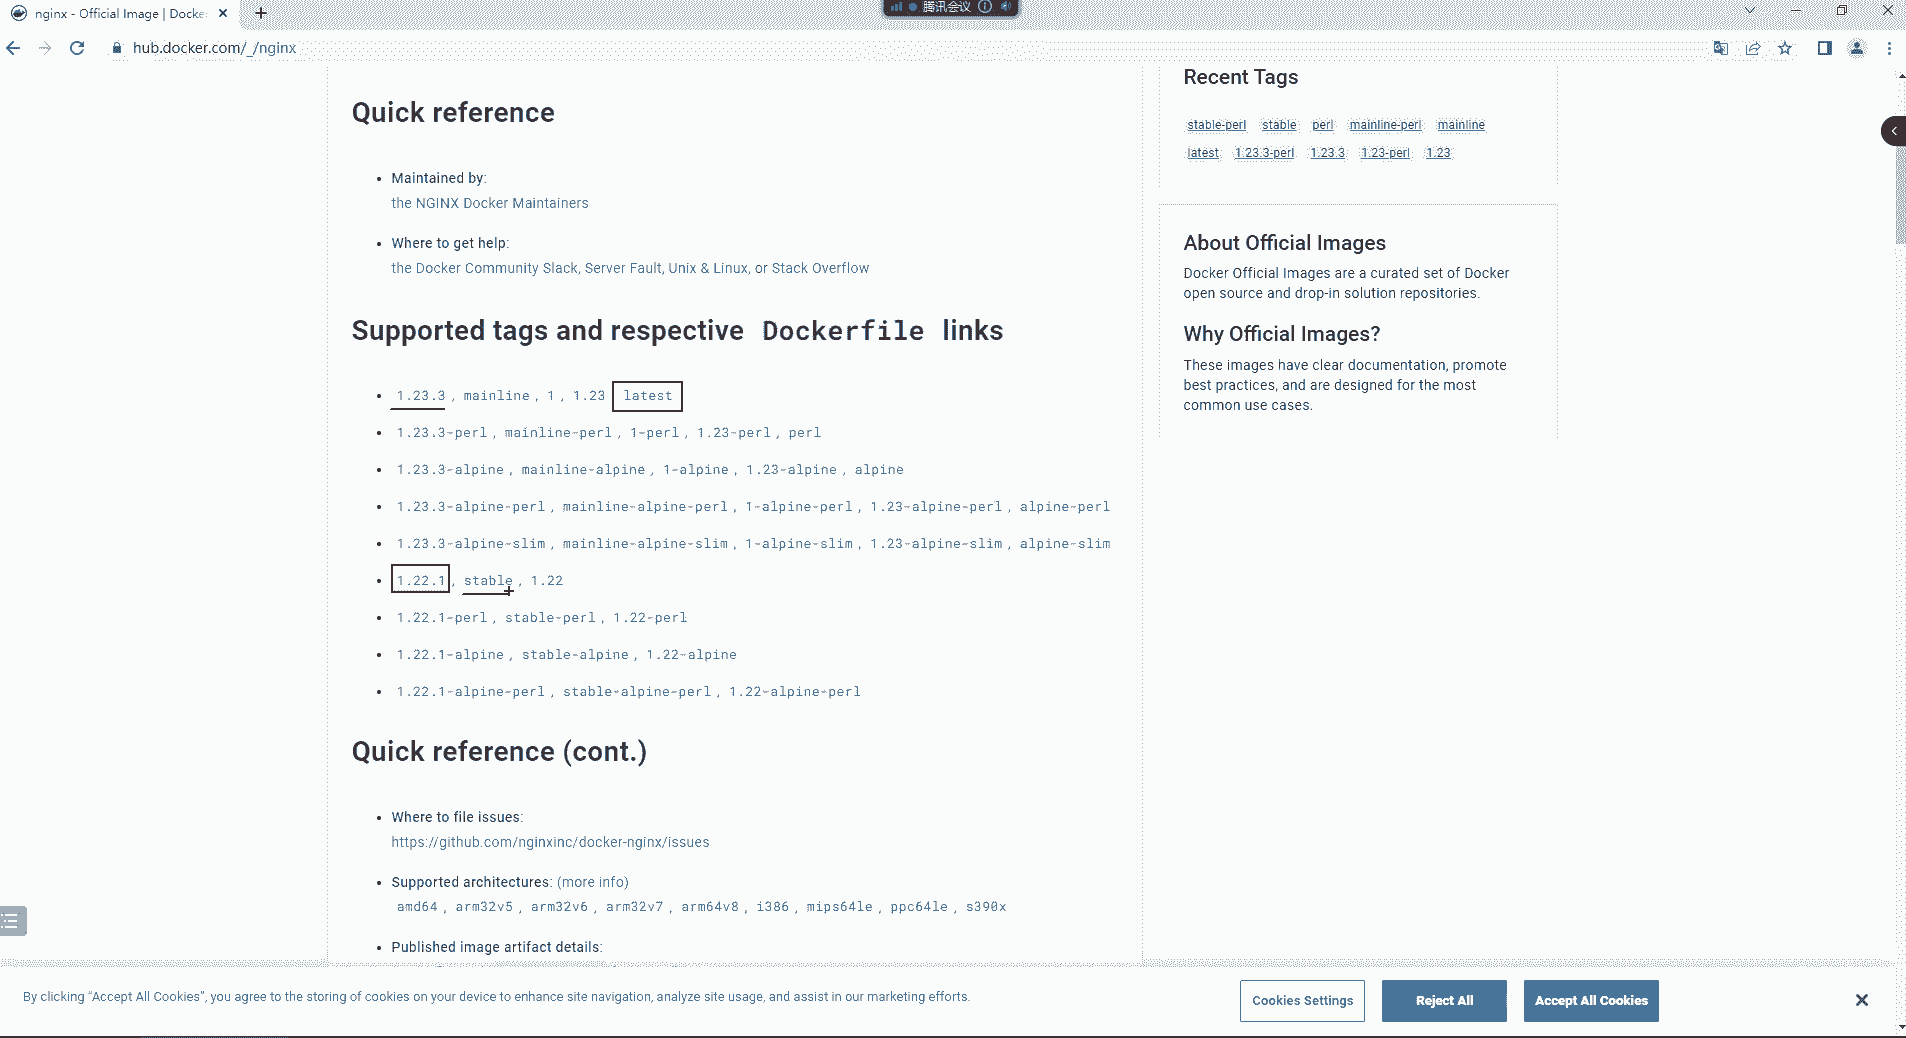 nginx - Official Image | Docke
腾讯会议
hub.docker.com/_/nginx
Quick reference
Maintained by:
the NGINX Docker Maintainers
Where to get help:
the Docker Community Slack, Server Fault, Unix & Linux, or Stack Overflow
Supported tags and respective Dockerfile links
1.23.3, mainline, 1, 1.23 latest
1.23.3-perl, mainline-perl, 1-perl, 1.23-perl, perl
1.23.3-alpine, mainline-alpine, 1-alpine, 1.23-alpine, alpine
1.23.3-alpine-perl, mainline-alpine-perl, 1-alpine-perl, 1.23-alpine-perl, alpine-perl
1.23.3-alpine-slim, mainline-alpine-slim, 1-alpine-slim, 1.23-alpine-slim, alpine-slim
1.22.1, stable, 1.22
1.22.1-perl, stable-perl, 1.22-perl
1.22.1-alpine, stable-alpine, 1.22-alpine
1.22.1-alpine-perl, stable-alpine-perl, 1.22-alpine-perl
Quick reference (cont.)
Where to file issues:
https://github.com/nginxinc/docker-nginx/issues
Supported architectures: (more info)
amd64, arm32v5, arm32v6, arm32v7, arm64v8, i386, mips64le, ppc64le, s390x
Published image artifact details:
Recent Tags
stable-perl stable perl mainline-perl mainline
latest 1.23.3-perl 1.23.3 1.23-perl 1.23
About Official Images
Docker Official Images are a curated set of Docker
open source and drop-in solution repositories.
Why Official Images?
These images have clear documentation, promote
best practices, and are designed for the most
common use cases.
By clicking “Accept All Cookies”, you agree to the storing of cookies on your device to enhance site navigation, analyze site usage, and assist in our marketing efforts.
Cookies Settings
Reject All
Accept All Cookies